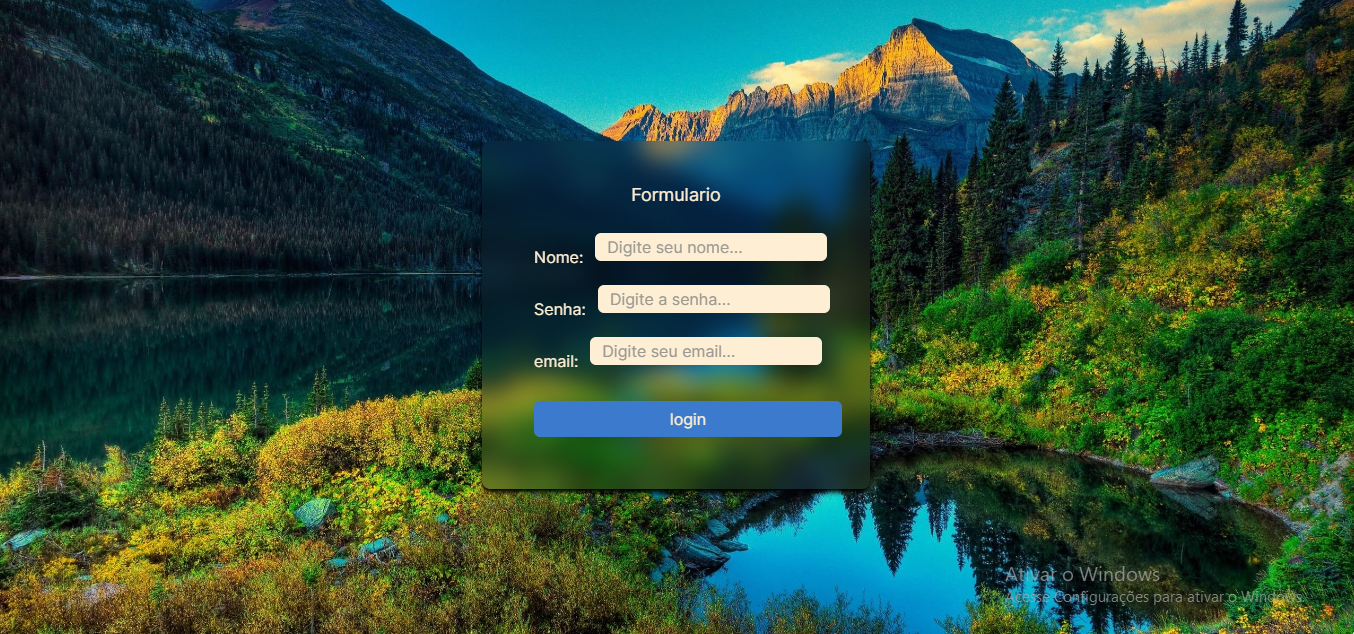 Formulario
Nome: Digite seu nome...
Senha: Digite a senha...
email: Digite seu email...
login
Ativar o Windows
Acesse Configurações para ativar o Windows.